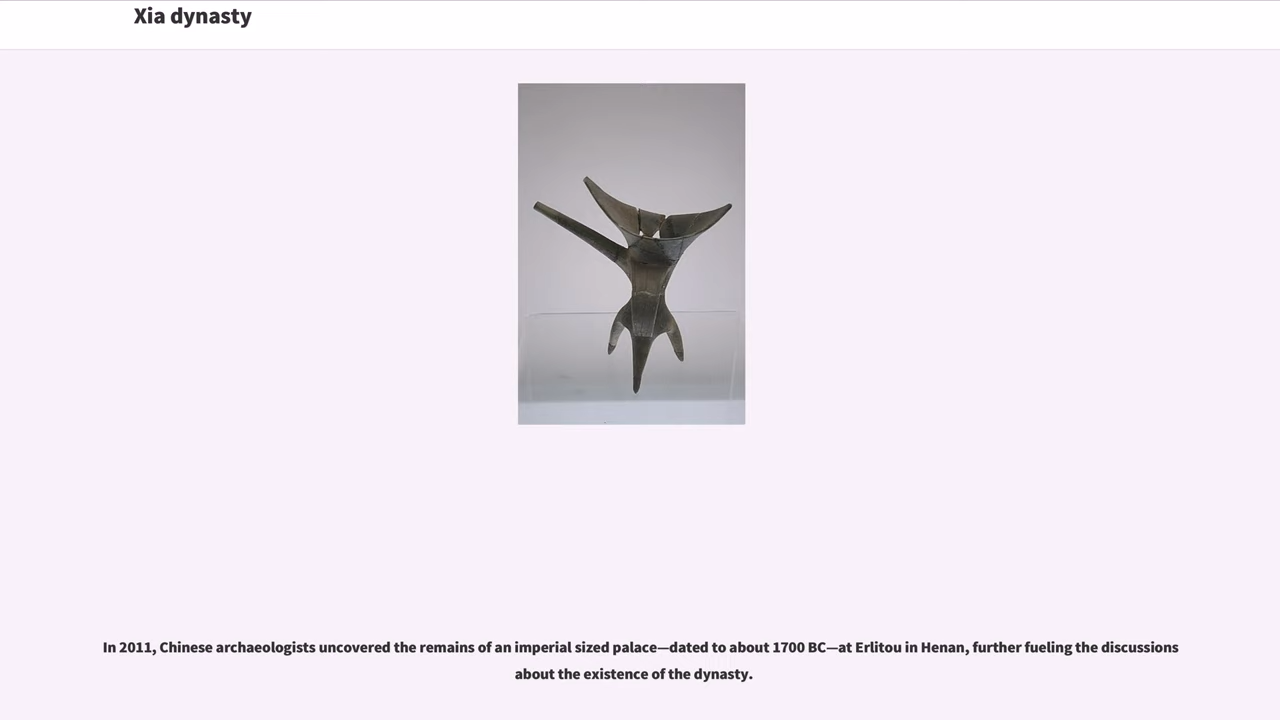 Xia dynasty
In 2011, Chinese archaeologists uncovered the remains of an imperial sized palace—dated to about 1700 BC—at Erlitou in Henan, further fueling the discussions
about the existence of the dynasty.